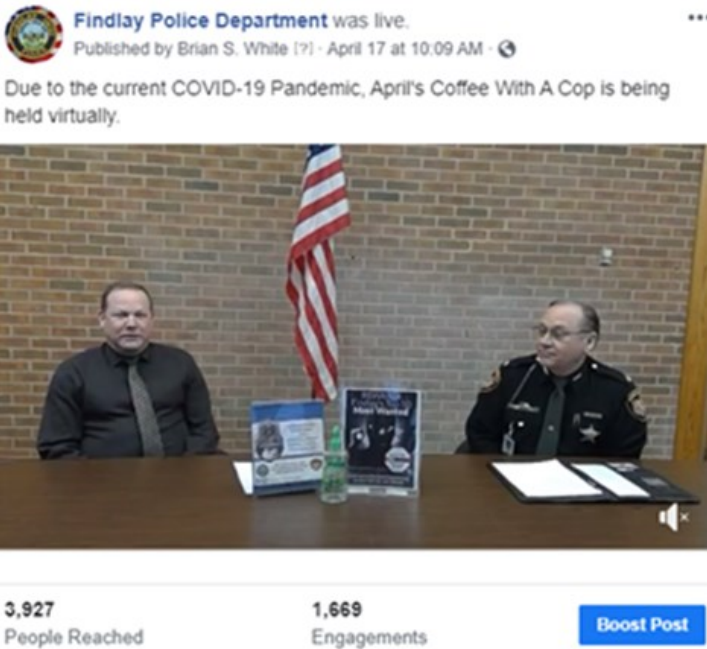 Findlay Police Department was live.
Published by Brian S. White [?] · April 17 at 10:09 AM ·
Due to the current COVID-19 Pandemic, April's Coffee With A Cop is being
held virtually.
Most Wanted
3,927
People Reached
1,669
Engagements
Boost Post